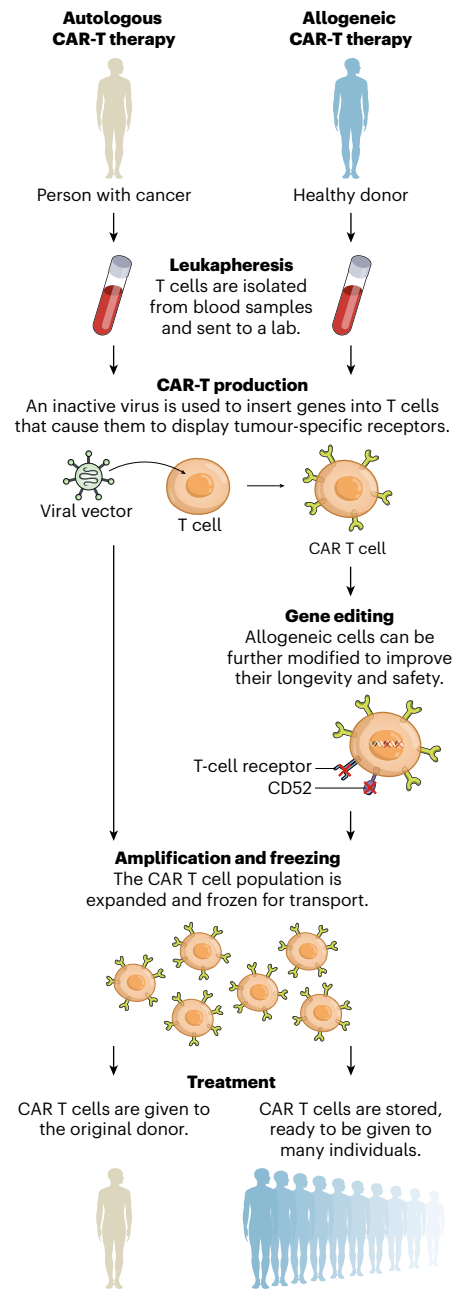 Autologous
CAR-T therapy
Allogeneic
CAR-T therapy
Person with cancer
Healthy donor
Leukapheresis
T cells are isolated
from blood samples
and sent to a lab.
CAR-T production
An inactive virus is used to insert genes into T cells
that cause them to display tumour-specific receptors.
Viral vector
T cell
CAR T cell
Gene editing
Allogeneic cells can be
further modified to improve
their longevity and safety.
T-cell receptor
CD52
Amplification and freezing
The CAR T cell population is
expanded and frozen for transport.
Treatment
CAR T cells are given to
the original donor.
CAR T cells are stored,
ready to be given to
many individuals.